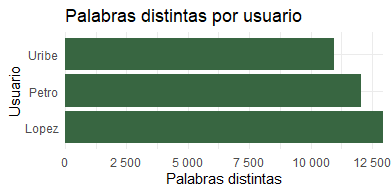 Palabras distintas por usuario
Usuario
Uribe
Petro
Lopez
0 2 500 5 000 7 500 10 000 12 500
Palabras distintas